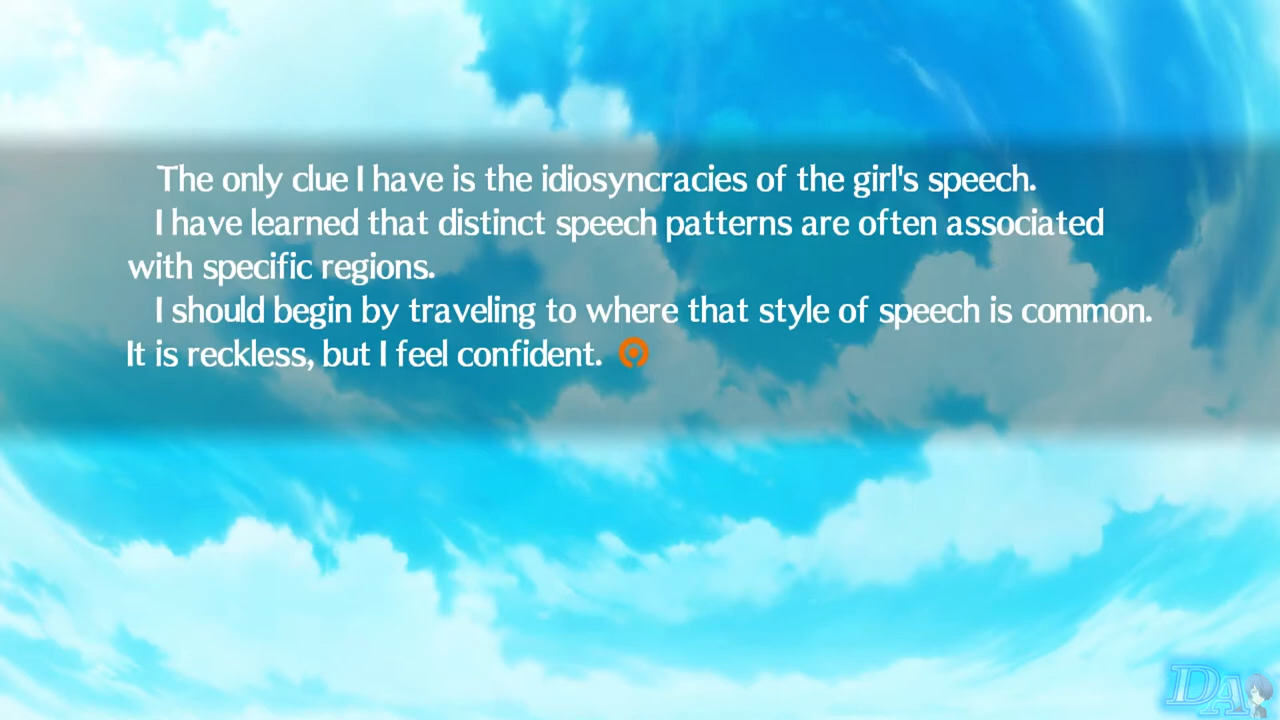 The only clue I have is the idiosyncracies of the girl's speech.
I have learned that distinct speech patterns are often associated
with specific regions.
I should begin by traveling to where that style of speech is common.
It is reckless, but I feel confident.
DA